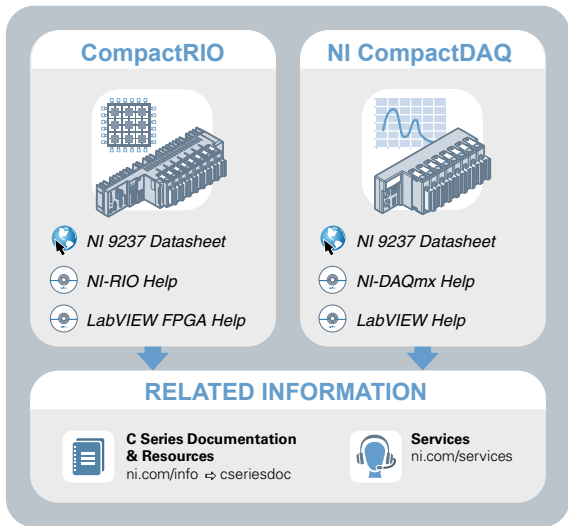 CompactRIO
NI 9237 Datasheet
NI-RIO Help
LabVIEW FPGA Help
NI CompactDAQ
NI 9237 Datasheet
NI-DAQmx Help
LabVIEW Help
RELATED INFORMATION
C Series Documentation
& Resources
ni.com/info ➪ cseriesdoc
Services
ni.com/services